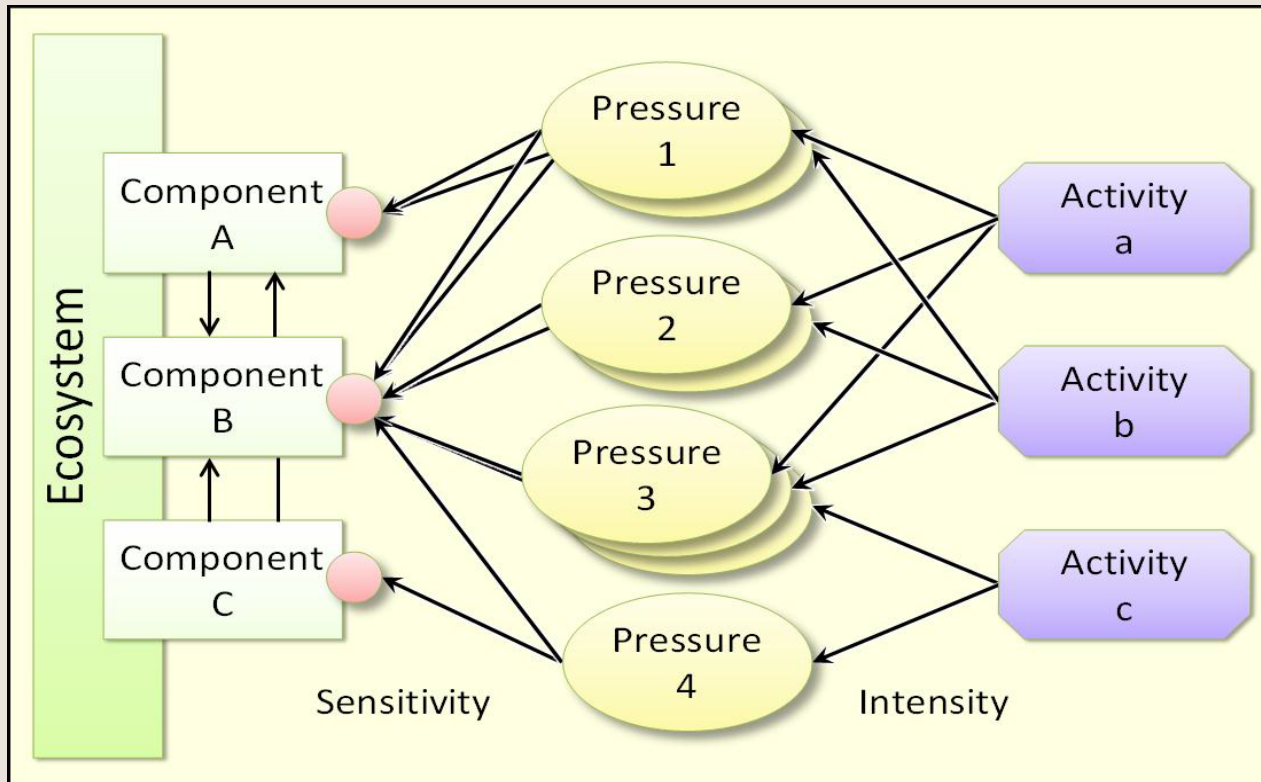 Ecosystem
Component
A
Component
B
Component
C
Sensitivity
Pressure
1
Pressure
2
Pressure
3
Pressure
4
Intensity
Activity
a
Activity
b
Activity
c